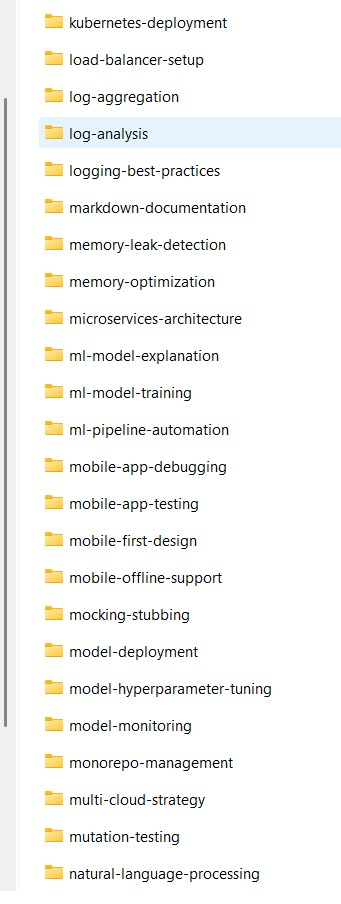 kubernetes-deployment
load-balancer-setup
log-aggregation
log-analysis
logging-best-practices
markdown-documentation
memory-leak-detection
memory-optimization
microservices-architecture
ml-model-explanation
ml-model-training
ml-pipeline-automation
mobile-app-debugging
mobile-app-testing
mobile-first-design
mobile-offline-support
mocking-stubbing
model-deployment
model-hyperparameter-tuning
model-monitoring
monorepo-management
multi-cloud-strategy
mutation-testing
natural-language-processing